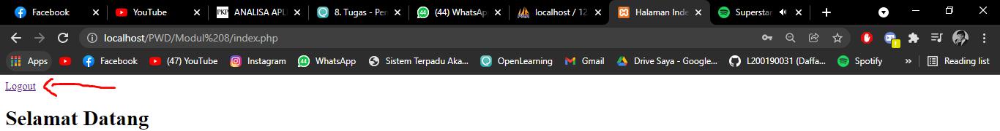 Facebook
YouTube
ANALISA APL
8. Tugas - Per
(44) WhatsAp
localhost / 12
Halaman Inde
Superstar
localhost/PWD/Modul%208/index.php
Apps
Facebook
(47) YouTube
Instagram
WhatsApp
Sistem Terpadu Aka...
OpenLearning
Gmail
Drive Saya - Google...
L200190031 (Daffa...
Spotify
»
Reading list
Logout
Selamat Datang